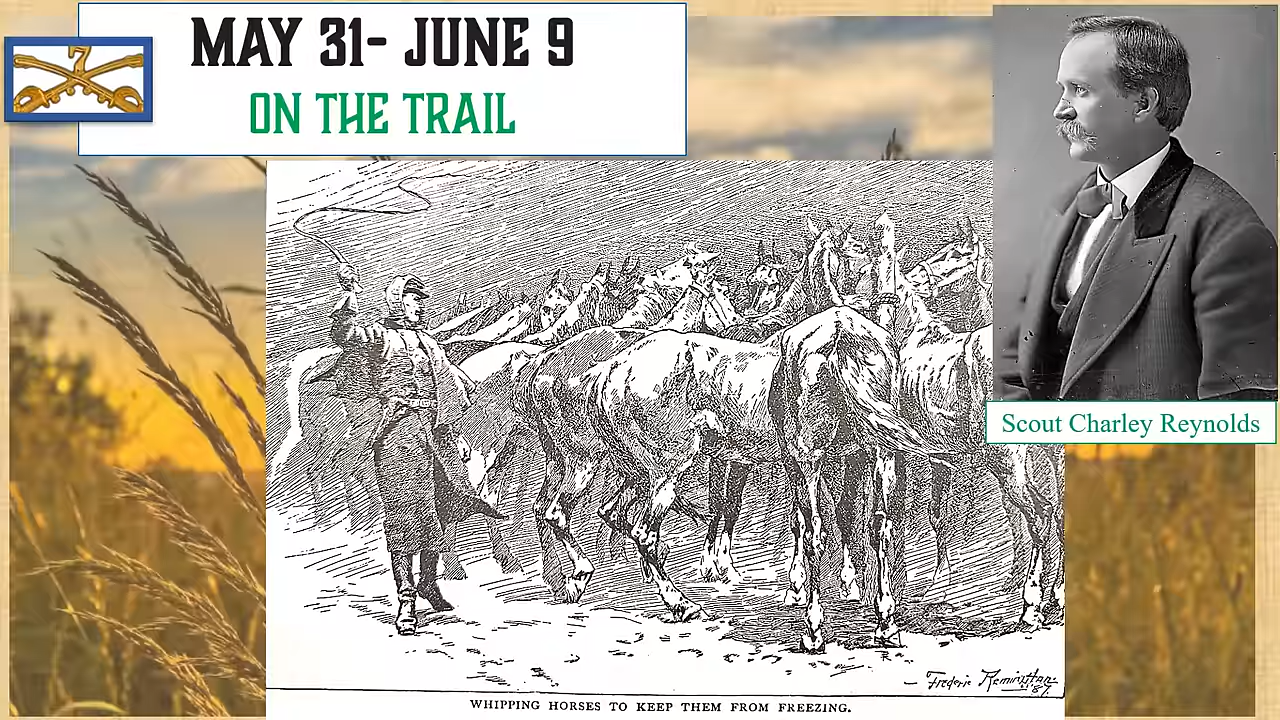 MAY 31- JUNE 9
ON THE TRAIL
7
Scout Charley Reynolds
Frederic Remington
'87.
WHIPPING HORSES TO KEEP THEM FROM FREEZING.